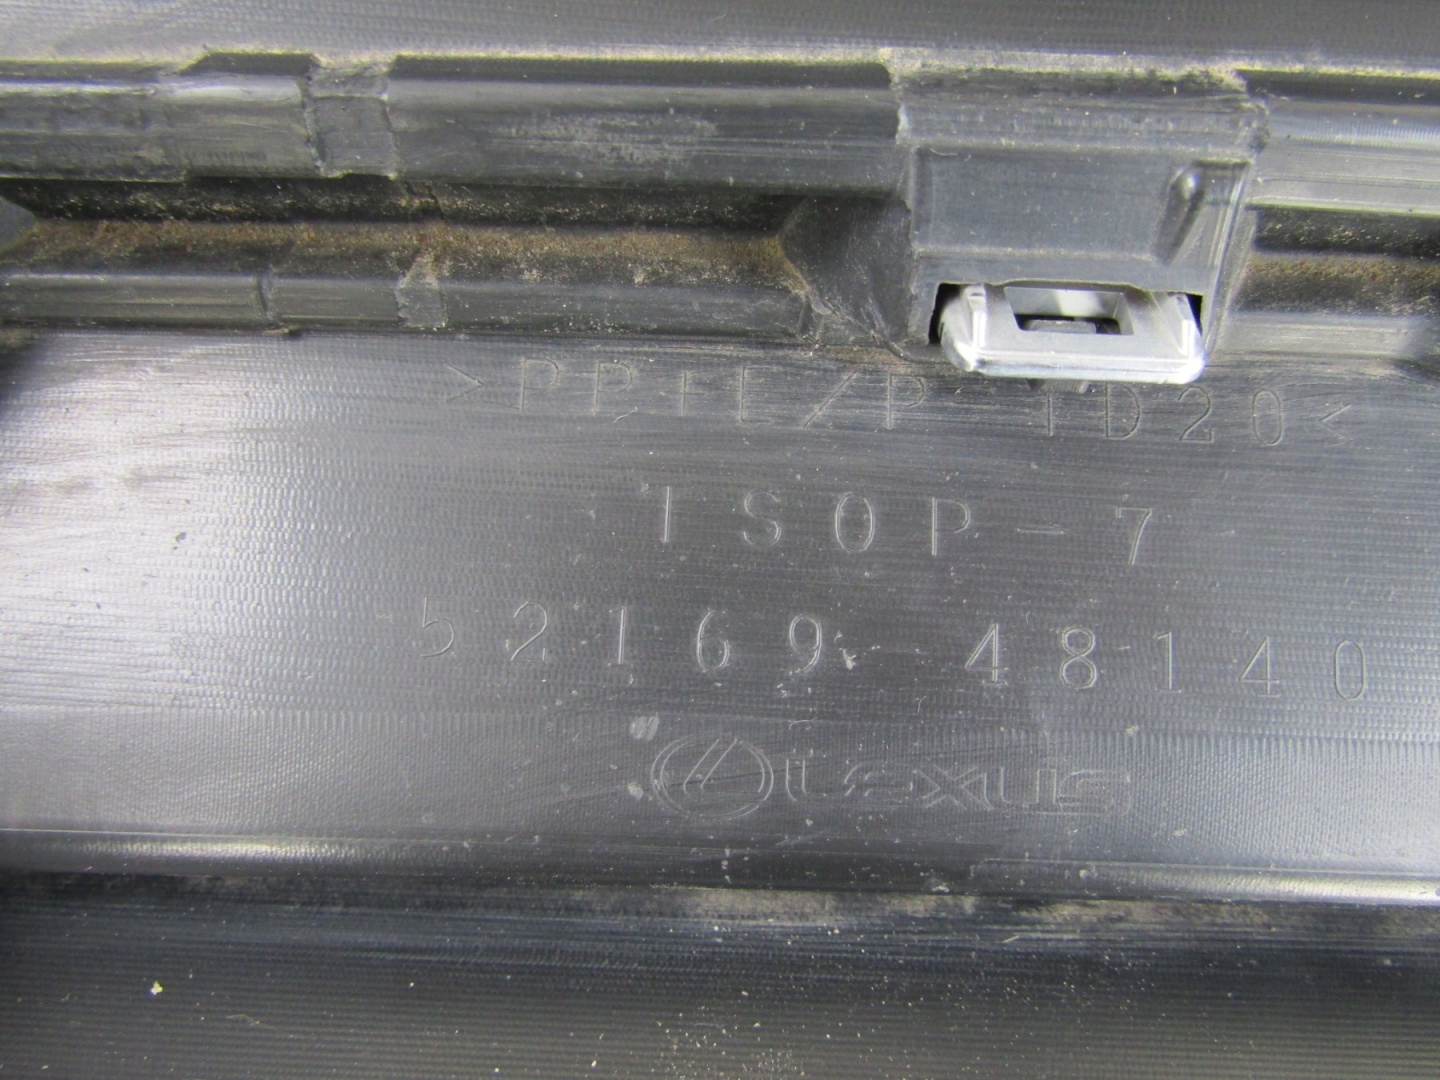 >PP+E/P-TD20<
TSOP-7
52169-48140
LEXUS